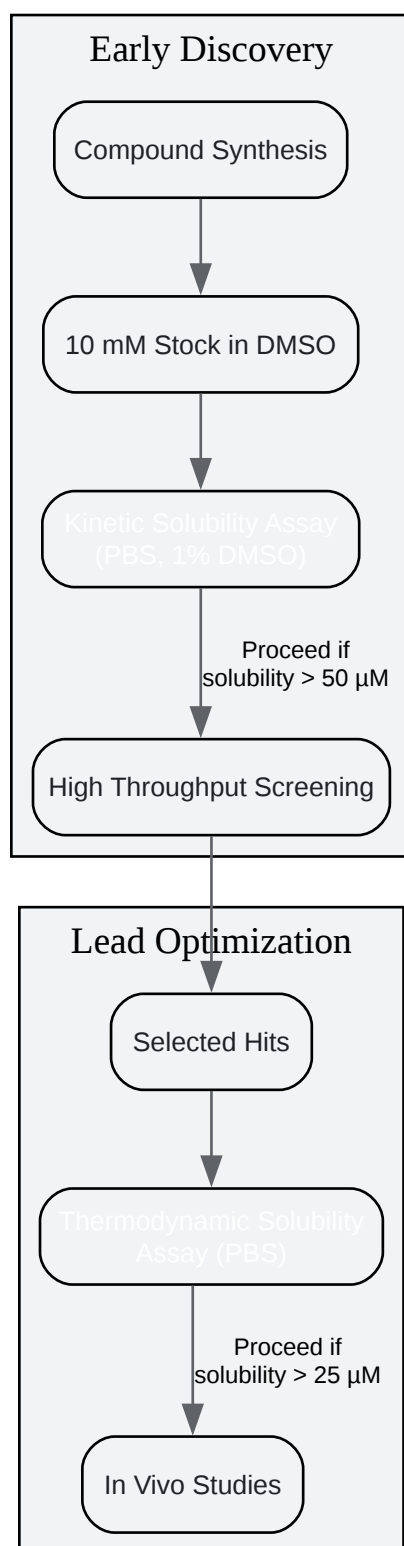 Early Discovery
Compound Synthesis
10 mM Stock in DMSO
Kinetic Solubility Assay
(PBS, 1% DMSO)
Proceed if
solubility > 50 µM
High Throughput Screening
Lead Optimization
Selected Hits
Thermodynamic Solubility
Assay (PBS)
Proceed if
solubility > 25 µM
In Vivo Studies